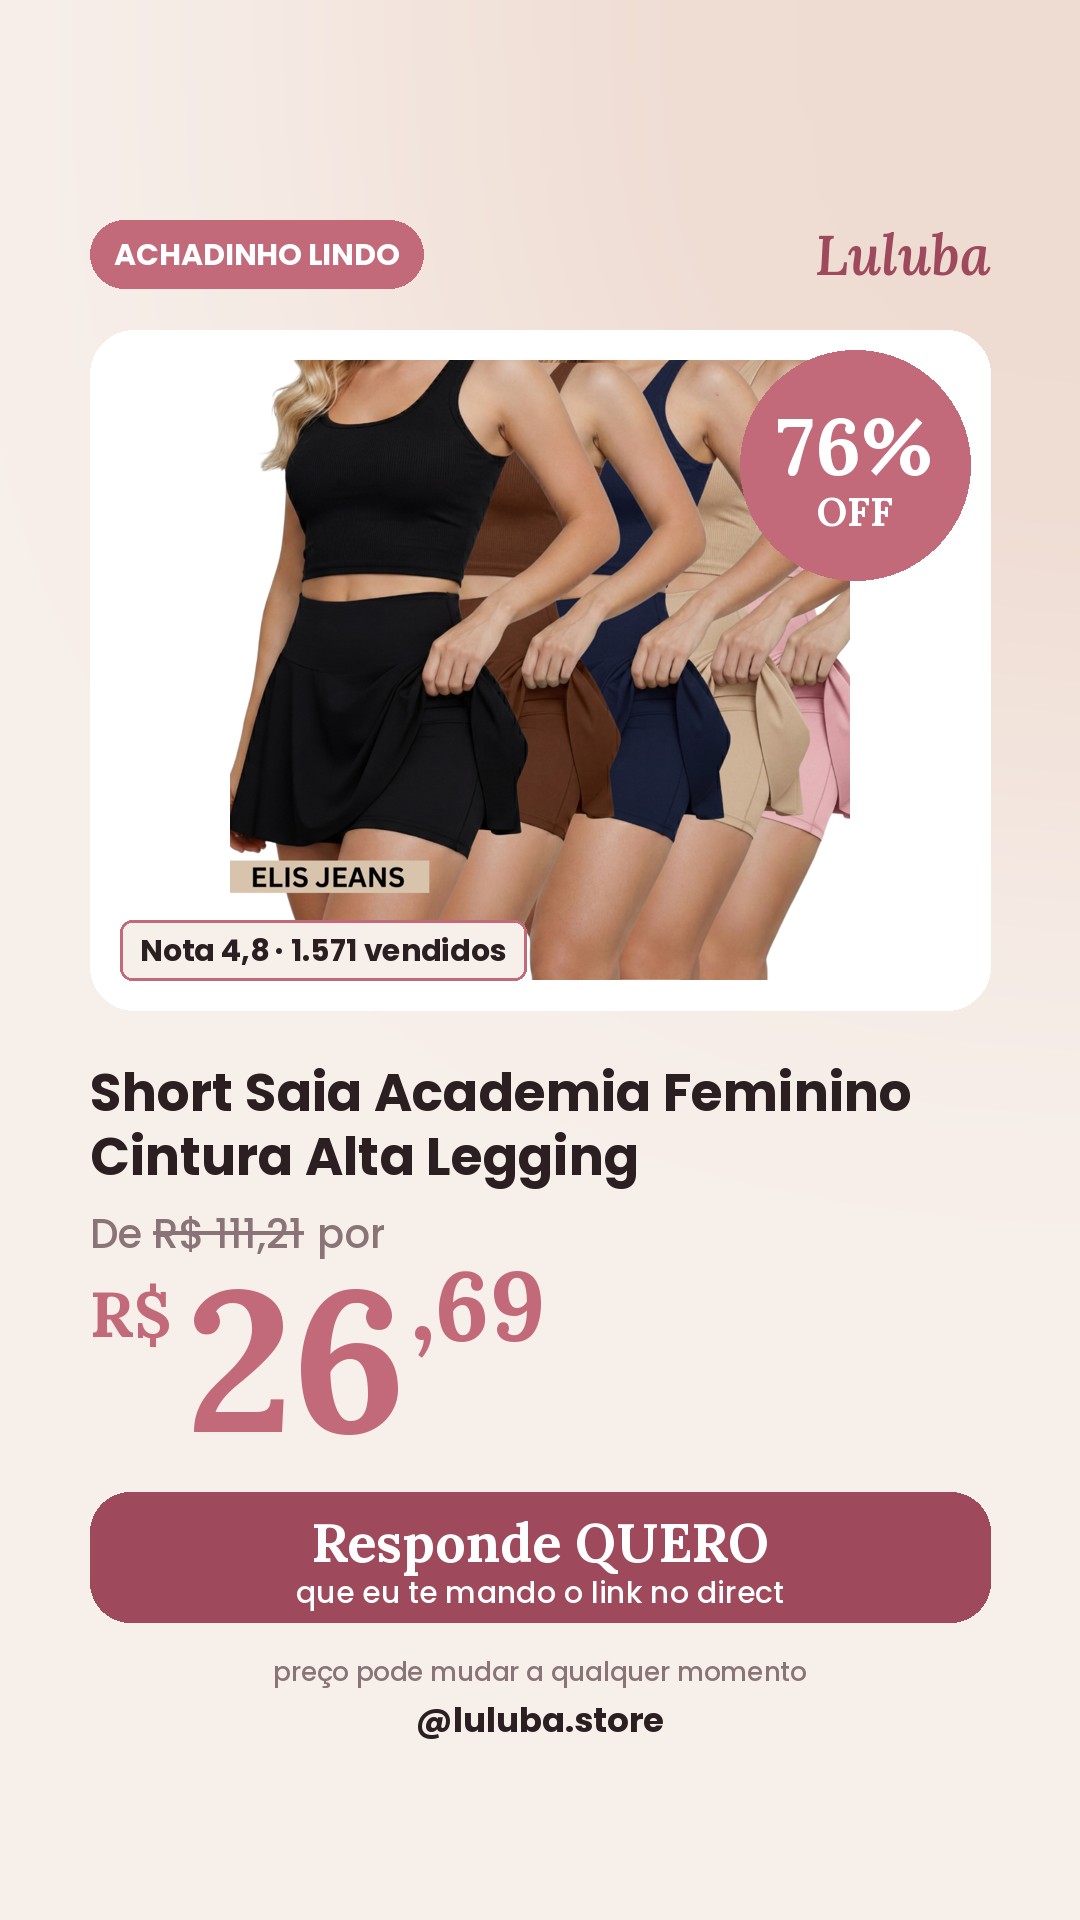 ACHADINHO LINDO
Luluba
76%
OFF
ELIS JEANS
Nota 4,8 · 1.571 vendidos
Short Saia Academia Feminino
Cintura Alta Legging
De R$ 111,21 por
R$ 26,69
Responde QUERO
que eu te mando o link no direct
preço pode mudar a qualquer momento
@luluba.store